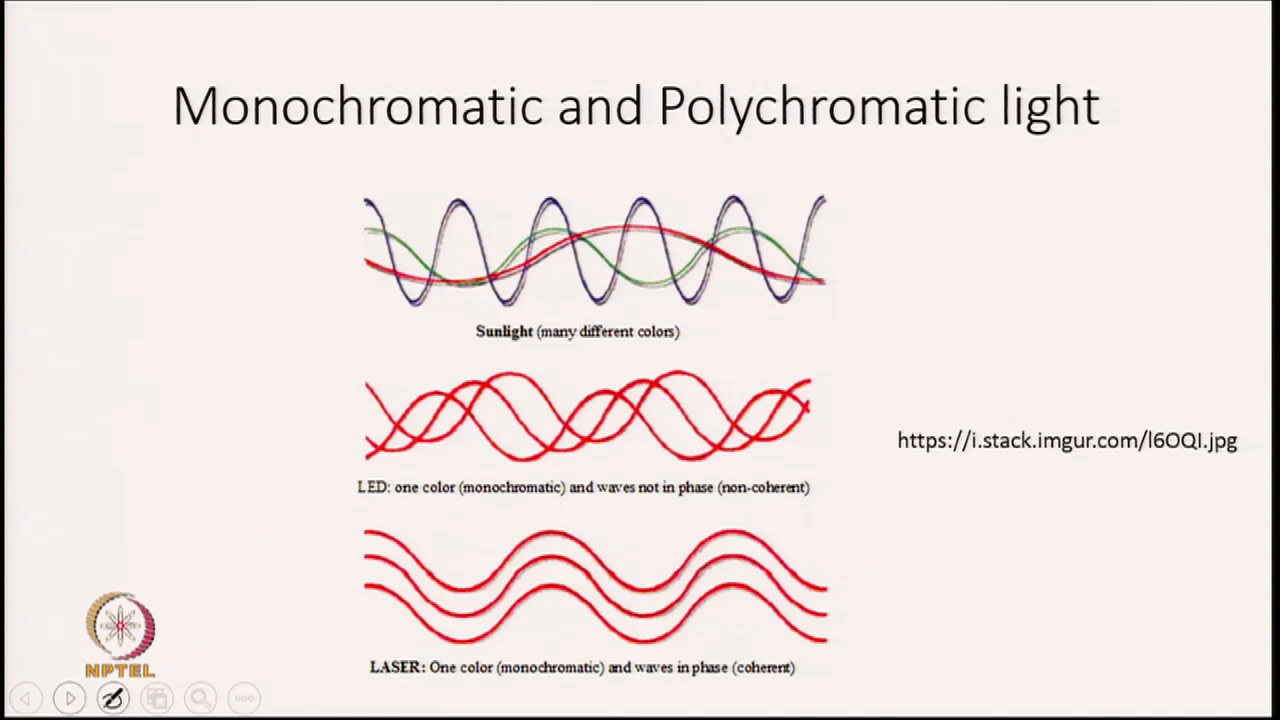 Monochromatic and Polychromatic light
Sunlight (many different colors)
LED: one color (monochromatic) and waves not in phase (non-coherent)
https://i.stack.imgur.com/l6OQI.jpg
LASER: One color (monochromatic) and waves in phase (coherent)
NPTEL